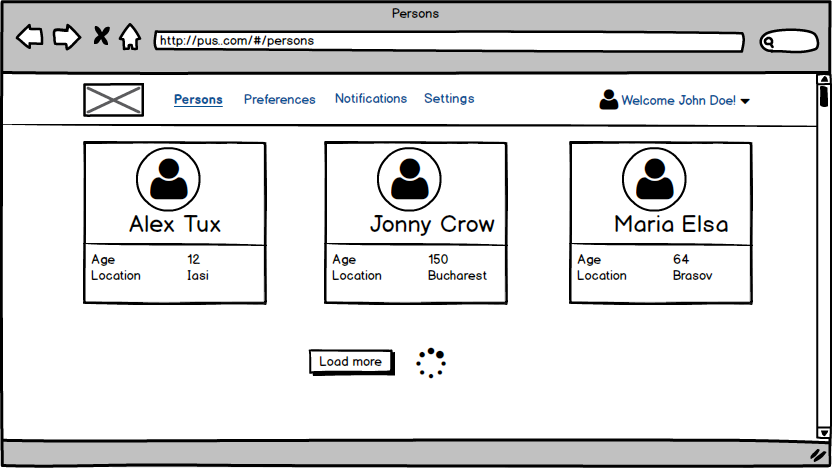 Persons
http://pus..com/#/persons
Persons Preferences Notifications Settings Welcome John Doe!
Alex Tux
Age 12
Location Iasi
Jonny Crow
Age 150
Location Bucharest
Maria Elsa
Age 64
Location Brasov
Load more